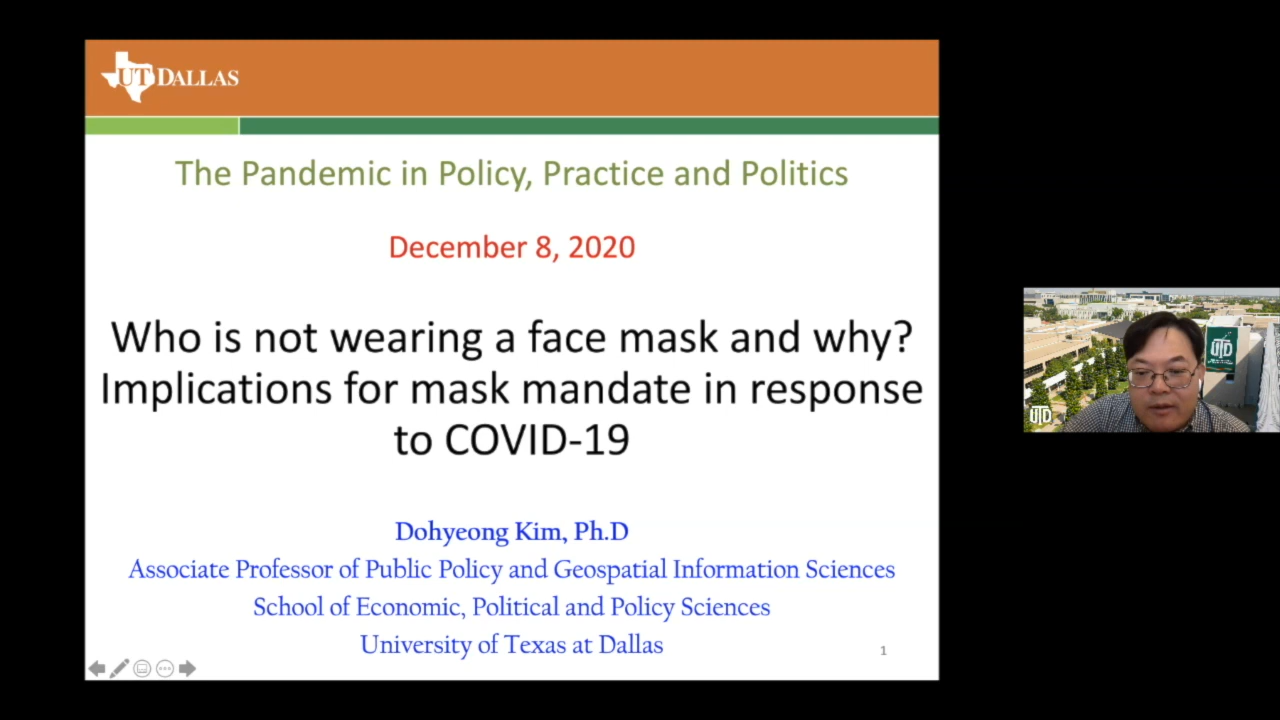 UT DALLAS
The Pandemic in Policy, Practice and Politics
December 8, 2020
Who is not wearing a face mask and why?
Implications for mask mandate in response
to COVID-19
Dohyeong Kim, Ph.D
Associate Professor of Public Policy and Geospatial Information Sciences
School of Economic, Political and Policy Sciences
University of Texas at Dallas
1
UTD
UTD